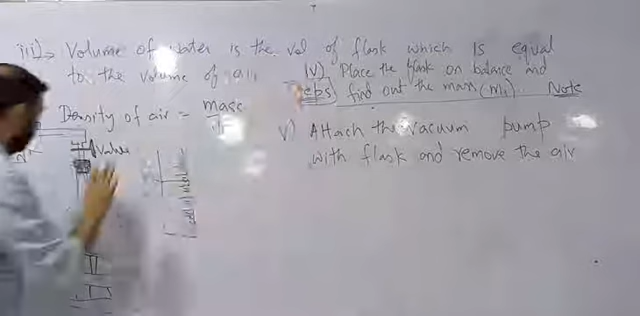 iii) Volume of water is the vol of flask which is equal
to the volume of air
Density of air = mass
Valve
iv) Place the flask on balance and
find out the mass (m₁). Note
v) Attach the vacuum pump
with flask and remove the air